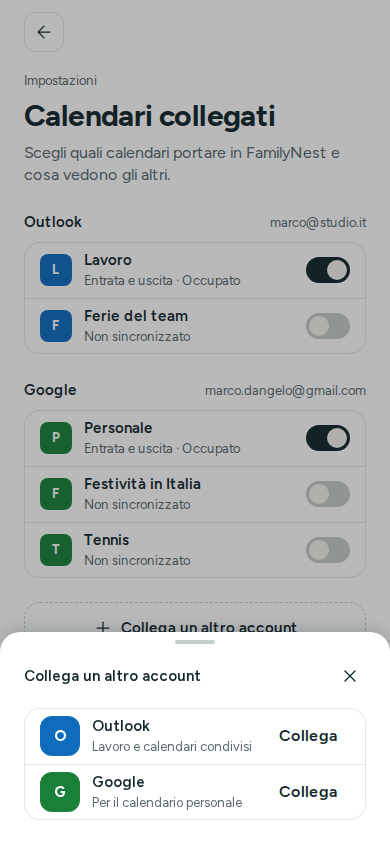 Impostazioni
Calendari collegati
Scegli quali calendari portare in FamilyNest e
cosa vedono gli altri.
Outlook
marco@studio.it
L
Lavoro
Entrata e uscita · Occupato
F
Ferie del team
Non sincronizzato
Google
marco.dangelo@gmail.com
P
Personale
Entrata e uscita · Occupato
F
Festività in Italia
Non sincronizzato
T
Tennis
Non sincronizzato
Collega un altro account
Collega un altro account
O
Outlook
Lavoro e calendari condivisi
Collega
G
Google
Per il calendario personale
Collega